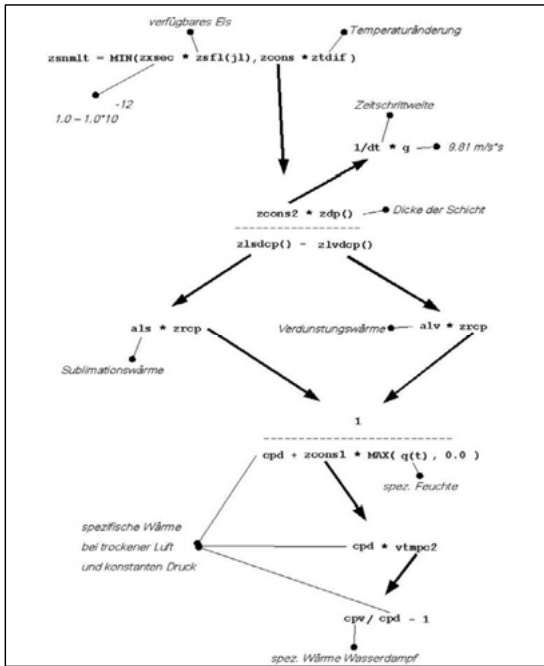 verfügbares Eis
Temperaturänderung
zsnmlt = MIN(zxsec * zsfl(jl),zcons *ztdif)
-12
1.0 – 1.0*10
Zeitschrittweite
1/dt * g
9.81 m/s*s
zcons2 * zdp()
Dicke der Schicht
zlsdcp() - zlvdcp()
als * zrcp
Verdunstungswärme
alv * zrcp
Sublimationswärme
1
cpd + zcons1 * MAX( q(t) , 0.0 )
spez. Feuchte
spezifische Wärme
bei trockener Luft
und konstanten Druck
cpd * vtmpc2
cpv/ cpd - 1
spez. Wärme Wasserdampf